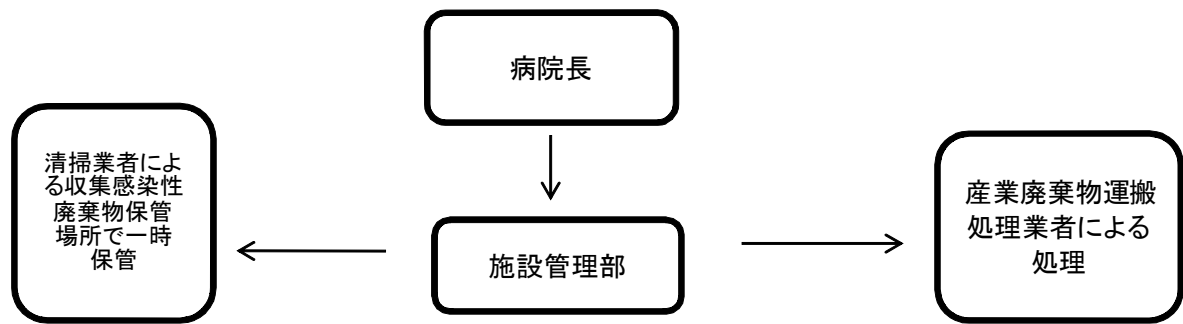 病院長
清掃業者によ
る収集感染性
廃棄物保管
場所で一時
保管
施設管理部
産業廃棄物運搬
処理業者による
処理